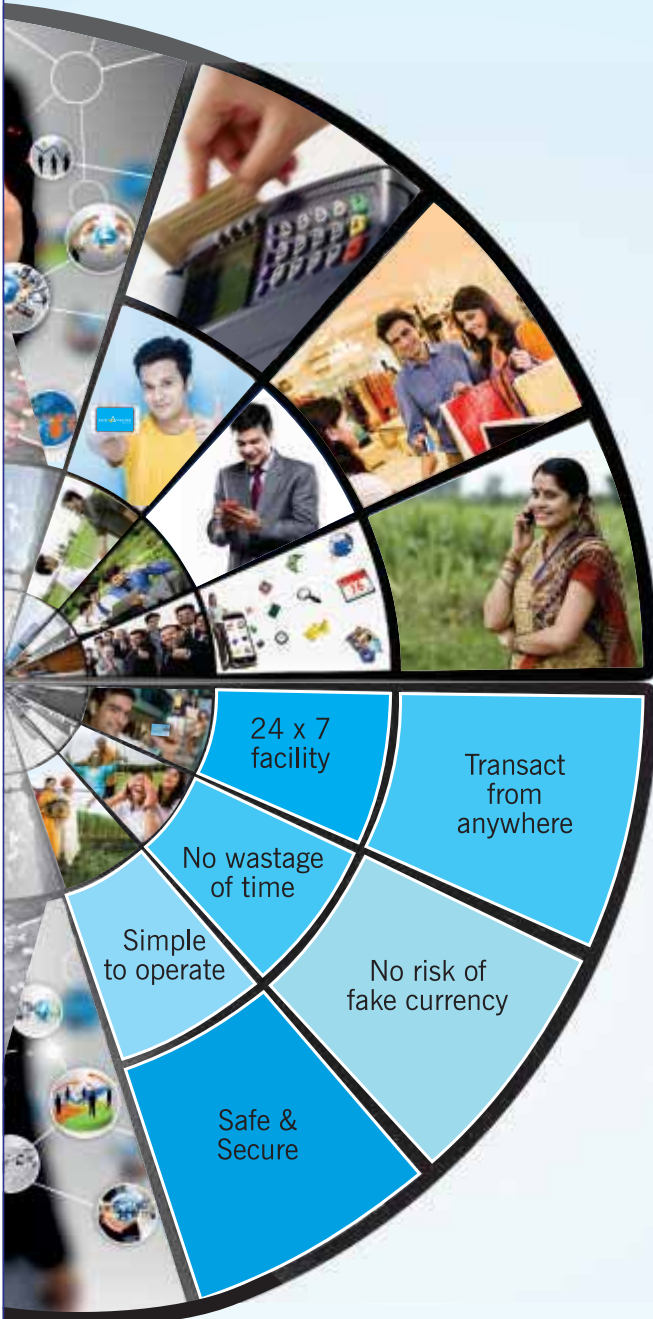 24 x 7
facility
Transact
from
anywhere
No wastage
of time
Simple
to operate
No risk of
fake currency
Safe &
Secure